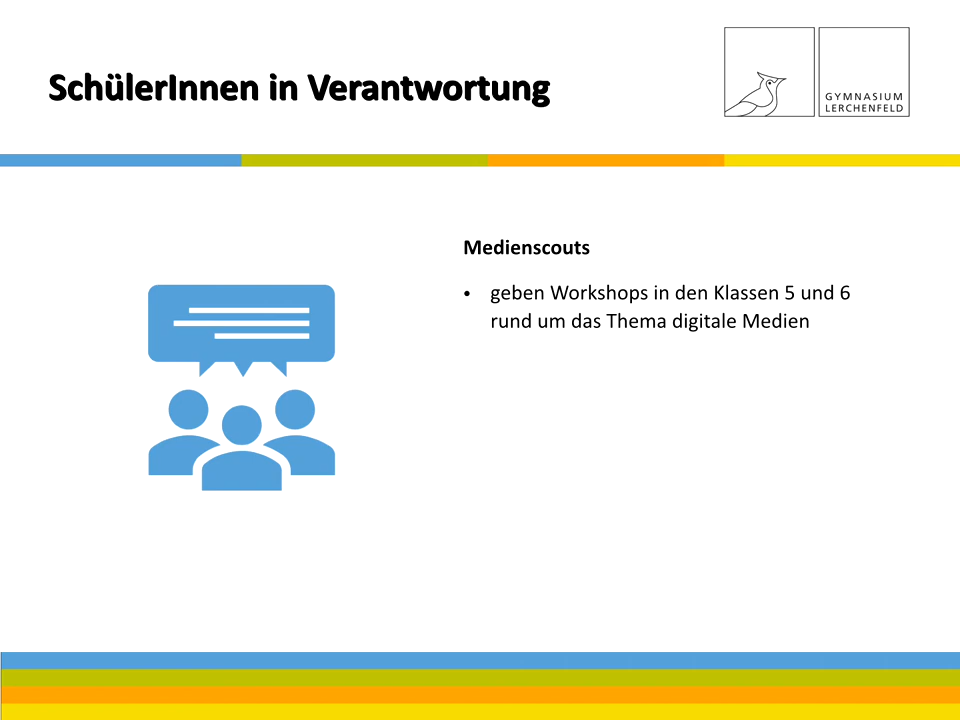 SchülerInnen in Verantwortung
GYMNASIUM
LERCHENFELD
Medienscouts
• geben Workshops in den Klassen 5 und 6
rund um das Thema digitale Medien